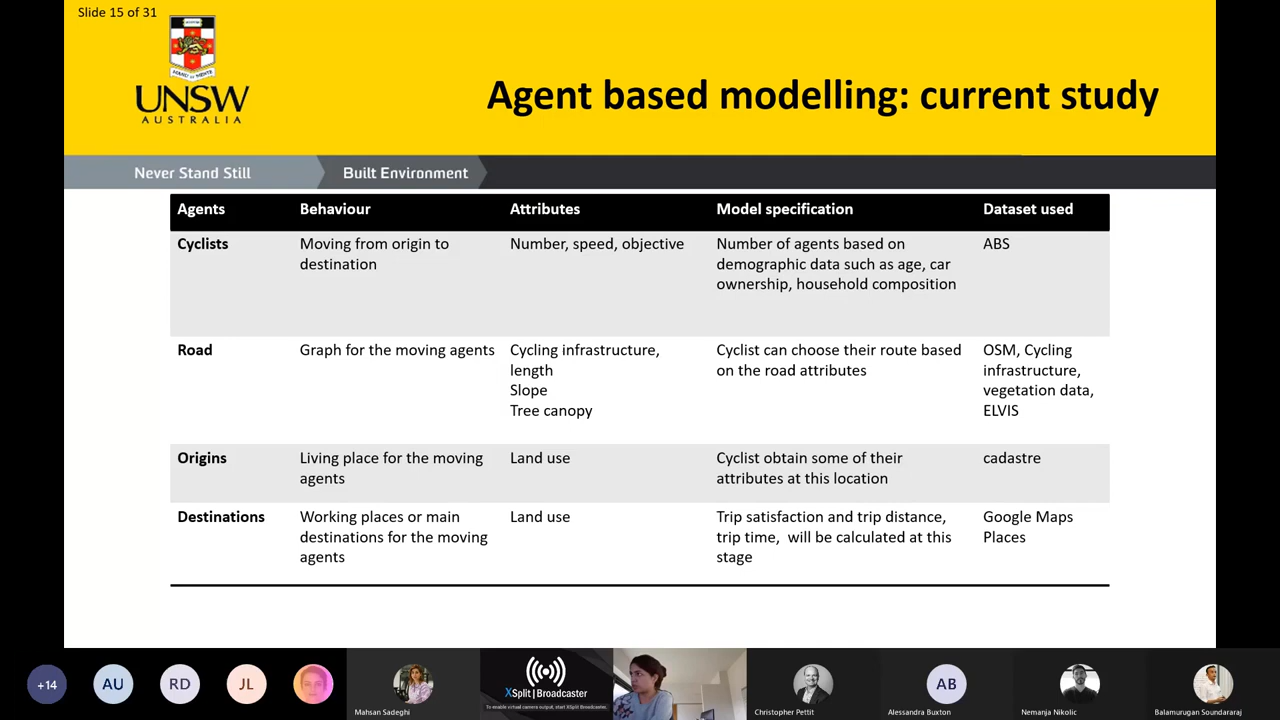 Slide 15 of 31
UNSW
AUSTRALIA
Agent based modelling: current study
Never Stand Still
Built Environment
Agents Behaviour Attributes Model specification Dataset used
Cyclists Moving from origin to Number, speed, objective Number of agents based on ABS
destination demographic data such as age, car
ownership, household composition
Road Graph for the moving agents Cycling infrastructure, Cyclist can choose their route based OSM, Cycling
length on the road attributes infrastructure,
Slope vegetation data,
Tree canopy ELVIS
Origins Living place for the moving Land use Cyclist obtain some of their cadastre
agents attributes at this location
Destinations Working places or main Land use Trip satisfaction and trip distance, Google Maps
destinations for the moving trip time, will be calculated at this Places
agents stage
+14 AU RD JL AB
XSplit | Broadcaster
To enable virtual camera output, start XSplit Broadcaster.
Mahsan Sadeghi Christopher Pettit Alessandra Buxton Nemanja Nikolic Balamurugan Soundararaj